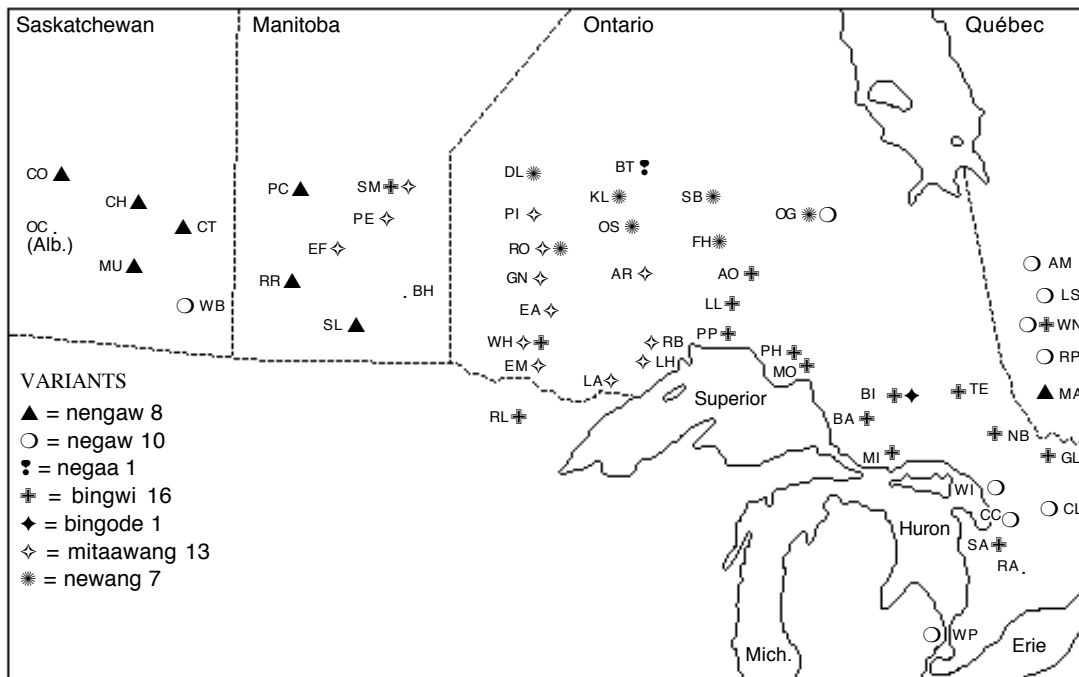 Saskatchewan Manitoba Ontario Québec
CO PC SM DL BT
CH PE KL SB
OC CT PI OS OG
(Alb.) EF RO FH
MU RR BH GN AR AO AM
WB SL EA LL LS
WH RB PP WN
EM LH PH RP
LA MO
VARIANTS
= nengaw 8
= negaw 10
= negaa 1
= bingwi 16
= bingode 1
= mitaawang 13
= newang 7
RL Superior BI TE MA
BA NB
MI GL
WI
CC CL
Huron
SA
RA
WP
Mich. Erie